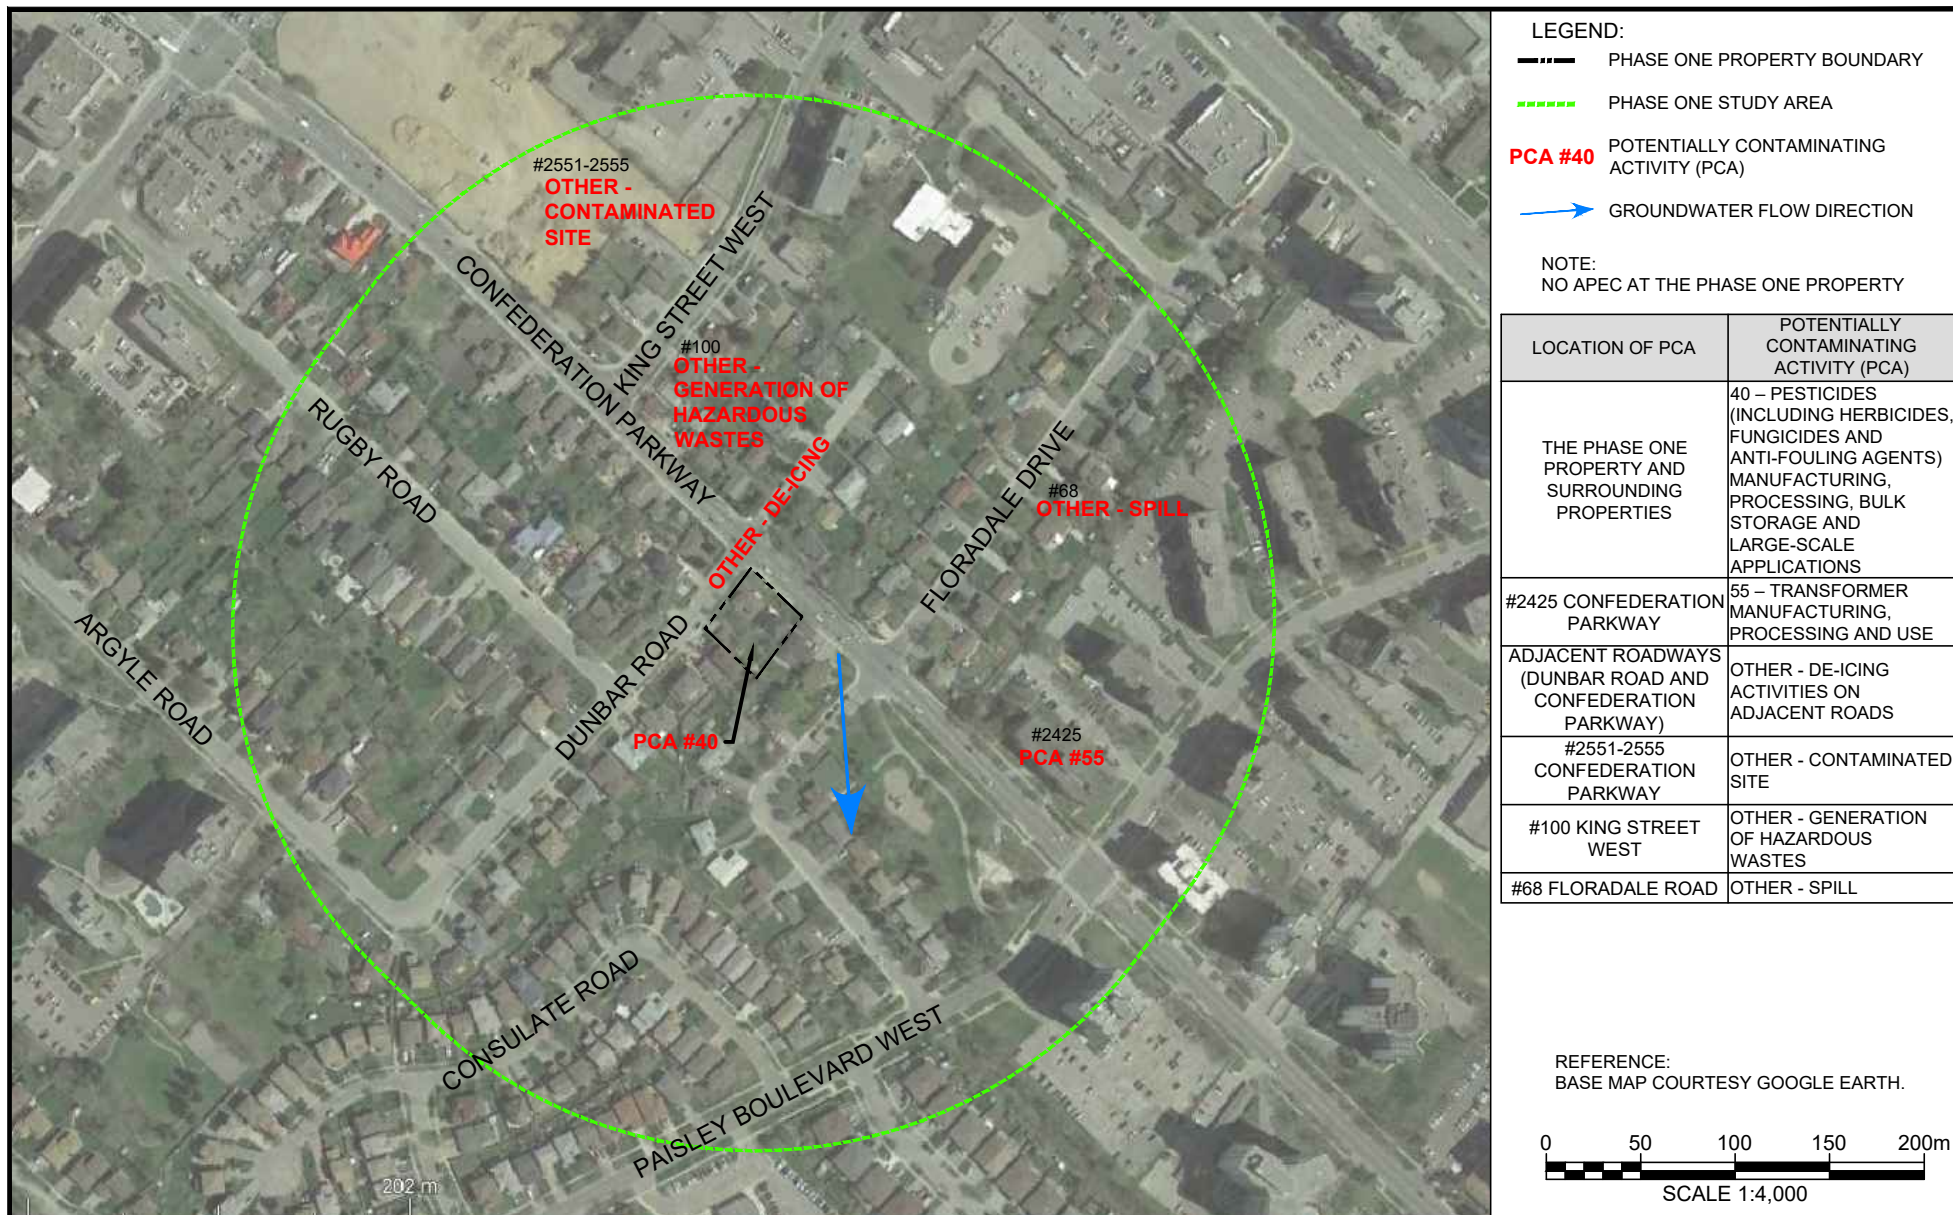 #2551-2555
OTHER -
CONTAMINATED
SITE
CONFEDERATION PARKWAY
KING STREET WEST
#100
OTHER -
GENERATION OF
HAZARDOUS
WASTES
RUGBY ROAD
OTHER - DE-ICING
FLORADALE DRIVE
#68
OTHER - SPILL
ARGYLE ROAD
DUNBAR ROAD
PCA #40
#2425
PCA #55
CONSULATE ROAD
PAISLEY BOULEVARD WEST
202 m
LEGEND:
PHASE ONE PROPERTY BOUNDARY
PHASE ONE STUDY AREA
PCA #40
POTENTIALLY CONTAMINATING
ACTIVITY (PCA)
GROUNDWATER FLOW DIRECTION
NOTE:
NO APEC AT THE PHASE ONE PROPERTY
LOCATION OF PCA
POTENTIALLY
CONTAMINATING
ACTIVITY (PCA)
THE PHASE ONE
PROPERTY AND
SURROUNDING
PROPERTIES
40 – PESTICIDES
(INCLUDING HERBICIDES,
FUNGICIDES AND
ANTI-FOULING AGENTS)
MANUFACTURING,
PROCESSING, BULK
STORAGE AND
LARGE-SCALE
APPLICATIONS
#2425 CONFEDERATION
PARKWAY
55 – TRANSFORMER
MANUFACTURING,
PROCESSING AND USE
ADJACENT ROADWAYS
(DUNBAR ROAD AND
CONFEDERATION
PARKWAY)
OTHER - DE-ICING
ACTIVITIES ON
ADJACENT ROADS
#2551-2555
CONFEDERATION
PARKWAY
OTHER - CONTAMINATED
SITE
#100 KING STREET
WEST
OTHER - GENERATION
OF HAZARDOUS
WASTES
#68 FLORADALE ROAD
OTHER - SPILL
REFERENCE:
BASE MAP COURTESY GOOGLE EARTH.
0 50 100 150 200m
SCALE 1:4,000